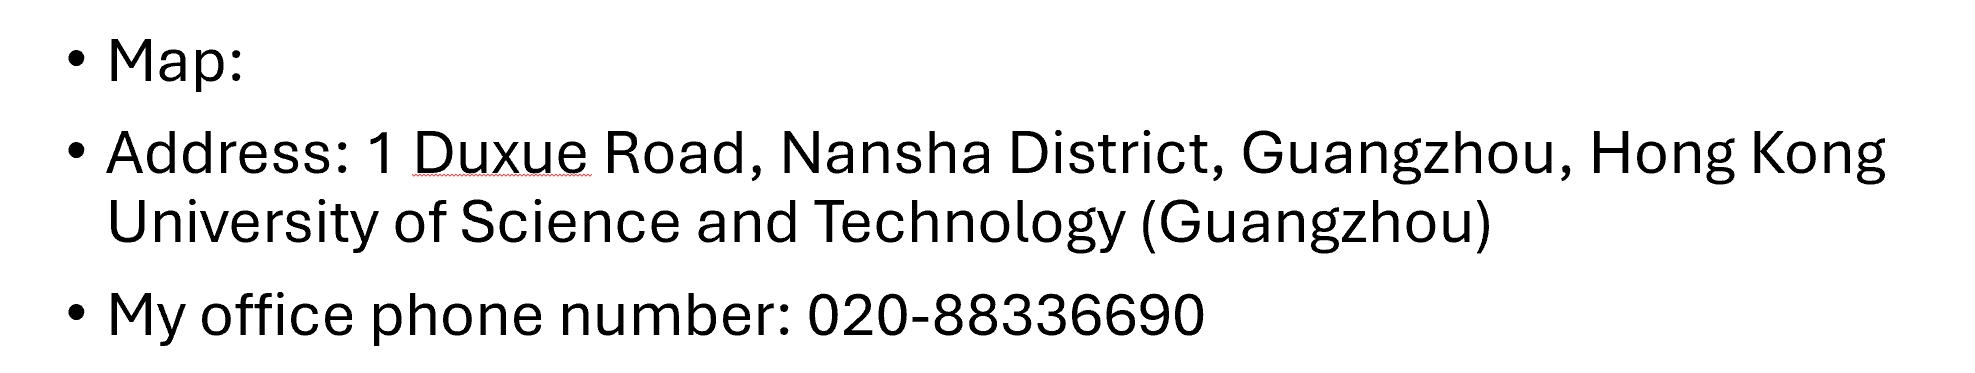 • Map:
• Address: 1 Duxue Road, Nansha District, Guangzhou, Hong Kong
University of Science and Technology (Guangzhou)
• My office phone number: 020-88336690